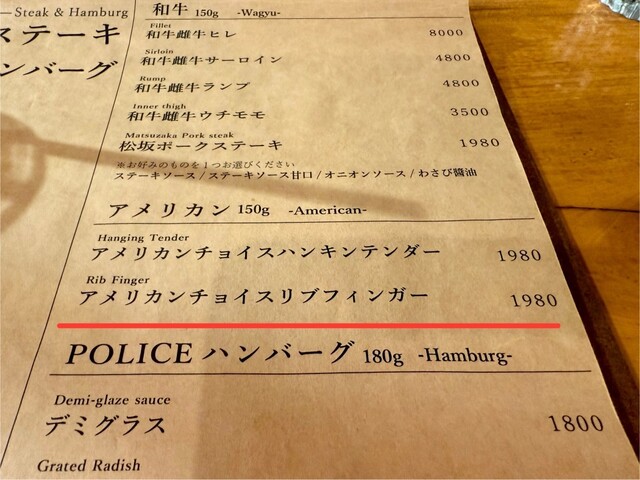 Steak & Hamburg
ステーキ
ンバーグ
和牛 150g -Wagyu-
Fillet
和牛雌牛ヒレ 8000
Sirloin
和牛雌牛サーロイン 4800
Rump
和牛雌牛ランプ 4800
Inner thigh
和牛雌牛ウチモモ 3500
Matsuzaka Pork steak
松坂ポークステーキ 1980
※お好みのものを1つお選びください
ステーキソース / ステーキソース甘口 / オニオンソース / わさび醤油
アメリカン 150g -American-
Hanging Tender
アメリカンチョイスハンキンテンダー 1980
Rib Finger
アメリカンチョイスリブフィンガー 1980
POLICE ハンバーグ 180g -Hamburg-
Demi-glaze sauce
デミグラス 1800
Grated Radish